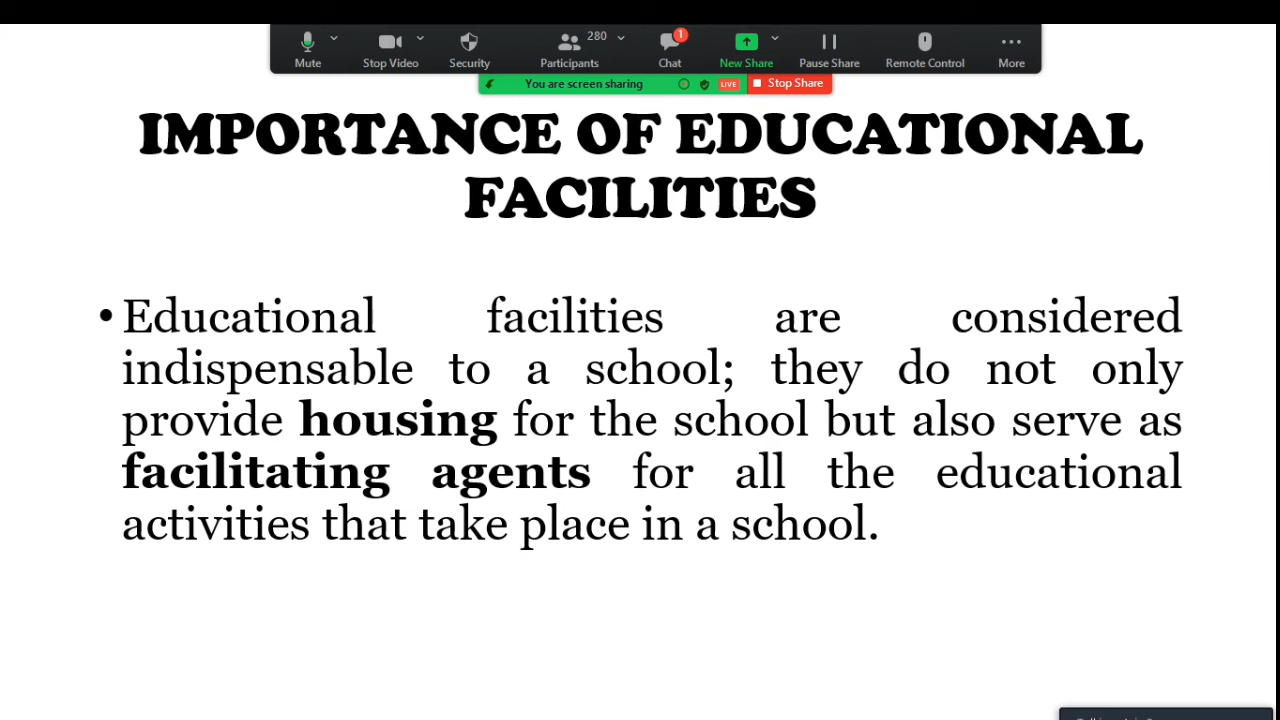 280
1
Mute Stop Video Security Participants Chat New Share Pause Share Remote Control More
You are screen sharing LIVE Stop Share
IMPORTANCE OF EDUCATIONAL
FACILITIES
• Educational facilities are considered
indispensable to a school; they do not only
provide housing for the school but also serve as
facilitating agents for all the educational
activities that take place in a school.